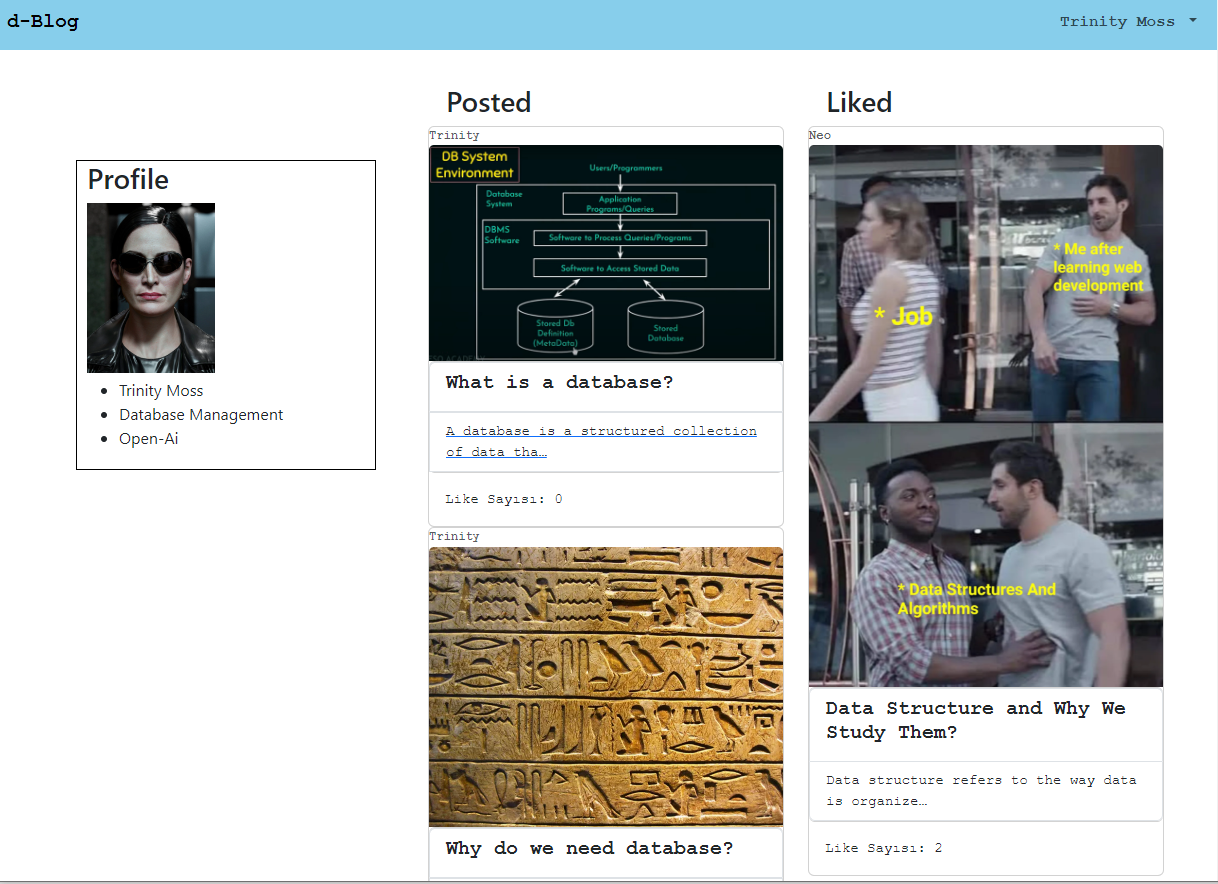 d-Blog
Trinity Moss
Profile
Trinity Moss
Database Management
Open-Ai
Posted
Trinity
DB System
Environment
Users/Programmers
Database
System
Application
Programs/Queries
DBMS
Software
Software to Process Queries/Programs
Software to Access Stored Data
Stored Db
Definition
(MetaData)
Stored
Database
What is a database?
A database is a structured collection
of data tha…
Like Sayısı: 0
Trinity
Why do we need database?
Liked
Neo
* Me after
learning web
development
* Job
* Data Structures And
Algorithms
Data Structure and Why We
Study Them?
Data structure refers to the way data
is organize…
Like Sayısı: 2